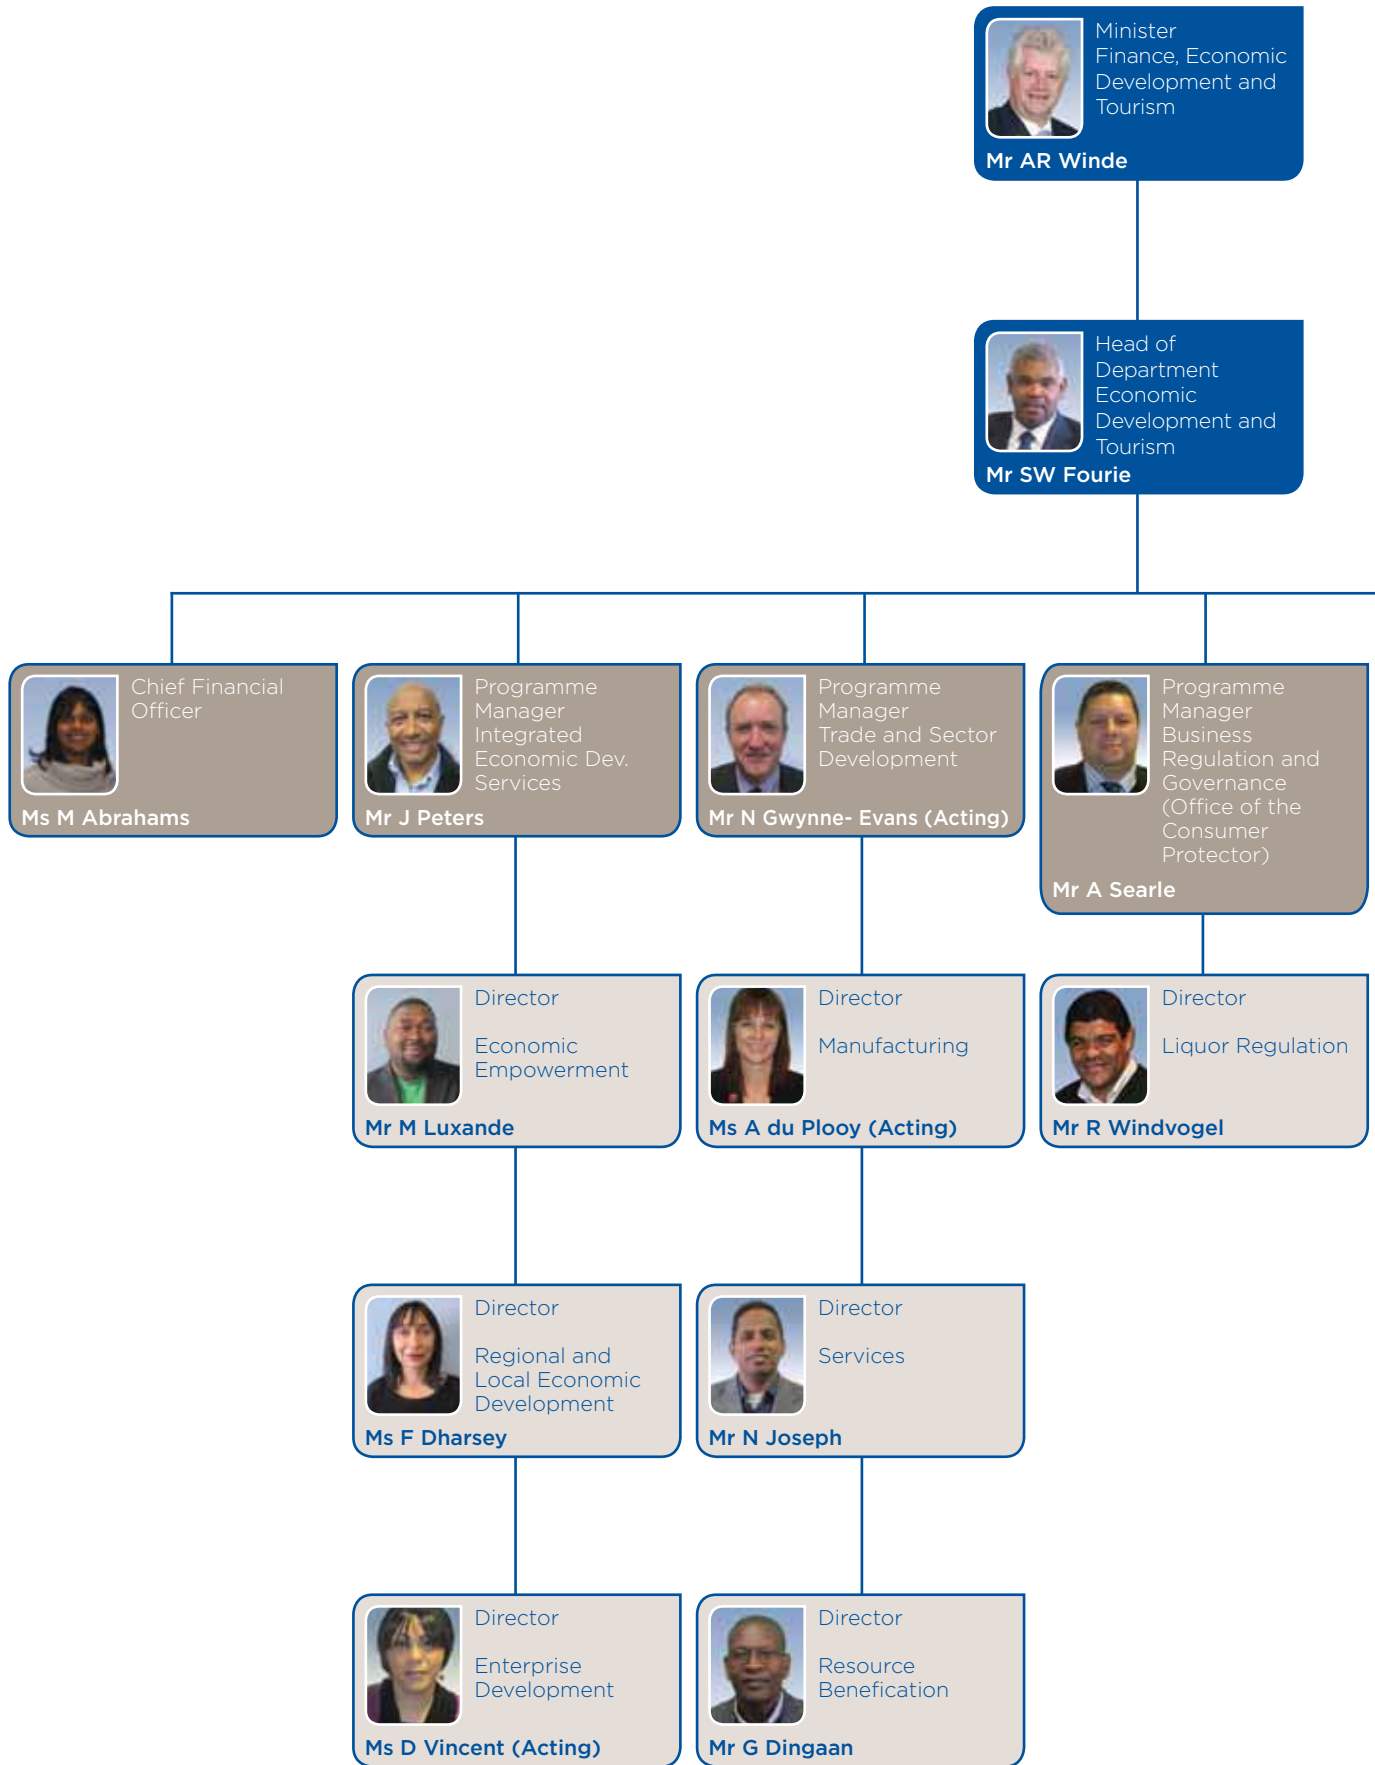 Minister
Finance, Economic
Development and
Tourism
Mr AR Winde
Head of
Department
Economic
Development and
Tourism
Mr SW Fourie
Chief Financial
Officer
Ms M Abrahams
Programme
Manager
Integrated
Economic Dev.
Services
Mr J Peters
Programme
Manager
Trade and Sector
Development
Mr N Gwynne- Evans (Acting)
Programme
Manager
Business
Regulation and
Governance
(Office of the
Consumer
Protector)
Mr A Searle
Director
Economic
Empowerment
Mr M Luxande
Director
Manufacturing
Ms A du Plooy (Acting)
Director
Liquor Regulation
Mr R Windvogel
Director
Regional and
Local Economic
Development
Ms F Dharsey
Director
Services
Mr N Joseph
Director
Enterprise
Development
Ms D Vincent (Acting)
Director
Resource
Benefication
Mr G Dingaan